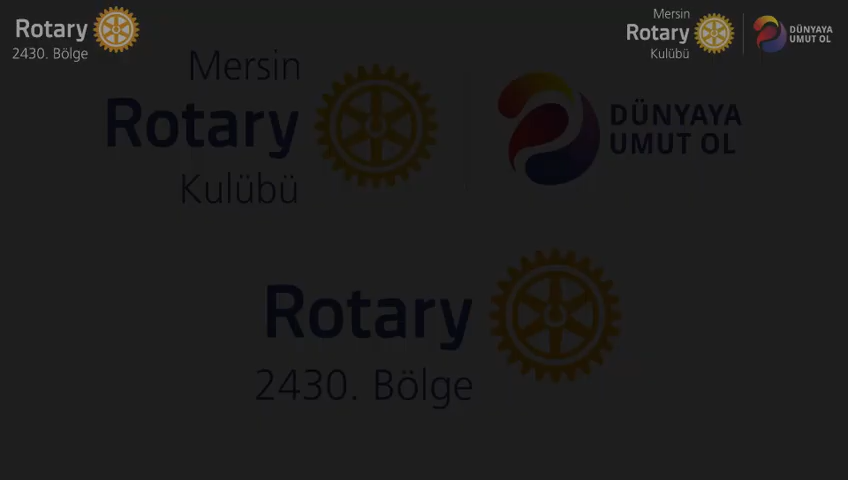 Rotary
2430. Bölge
Mersin
Rotary
Kulübü
DÜNYAYA
UMUT OL
Mersin
Rotary
Kulübü
DÜNYAYA
UMUT OL
Rotary
2430. Bölge